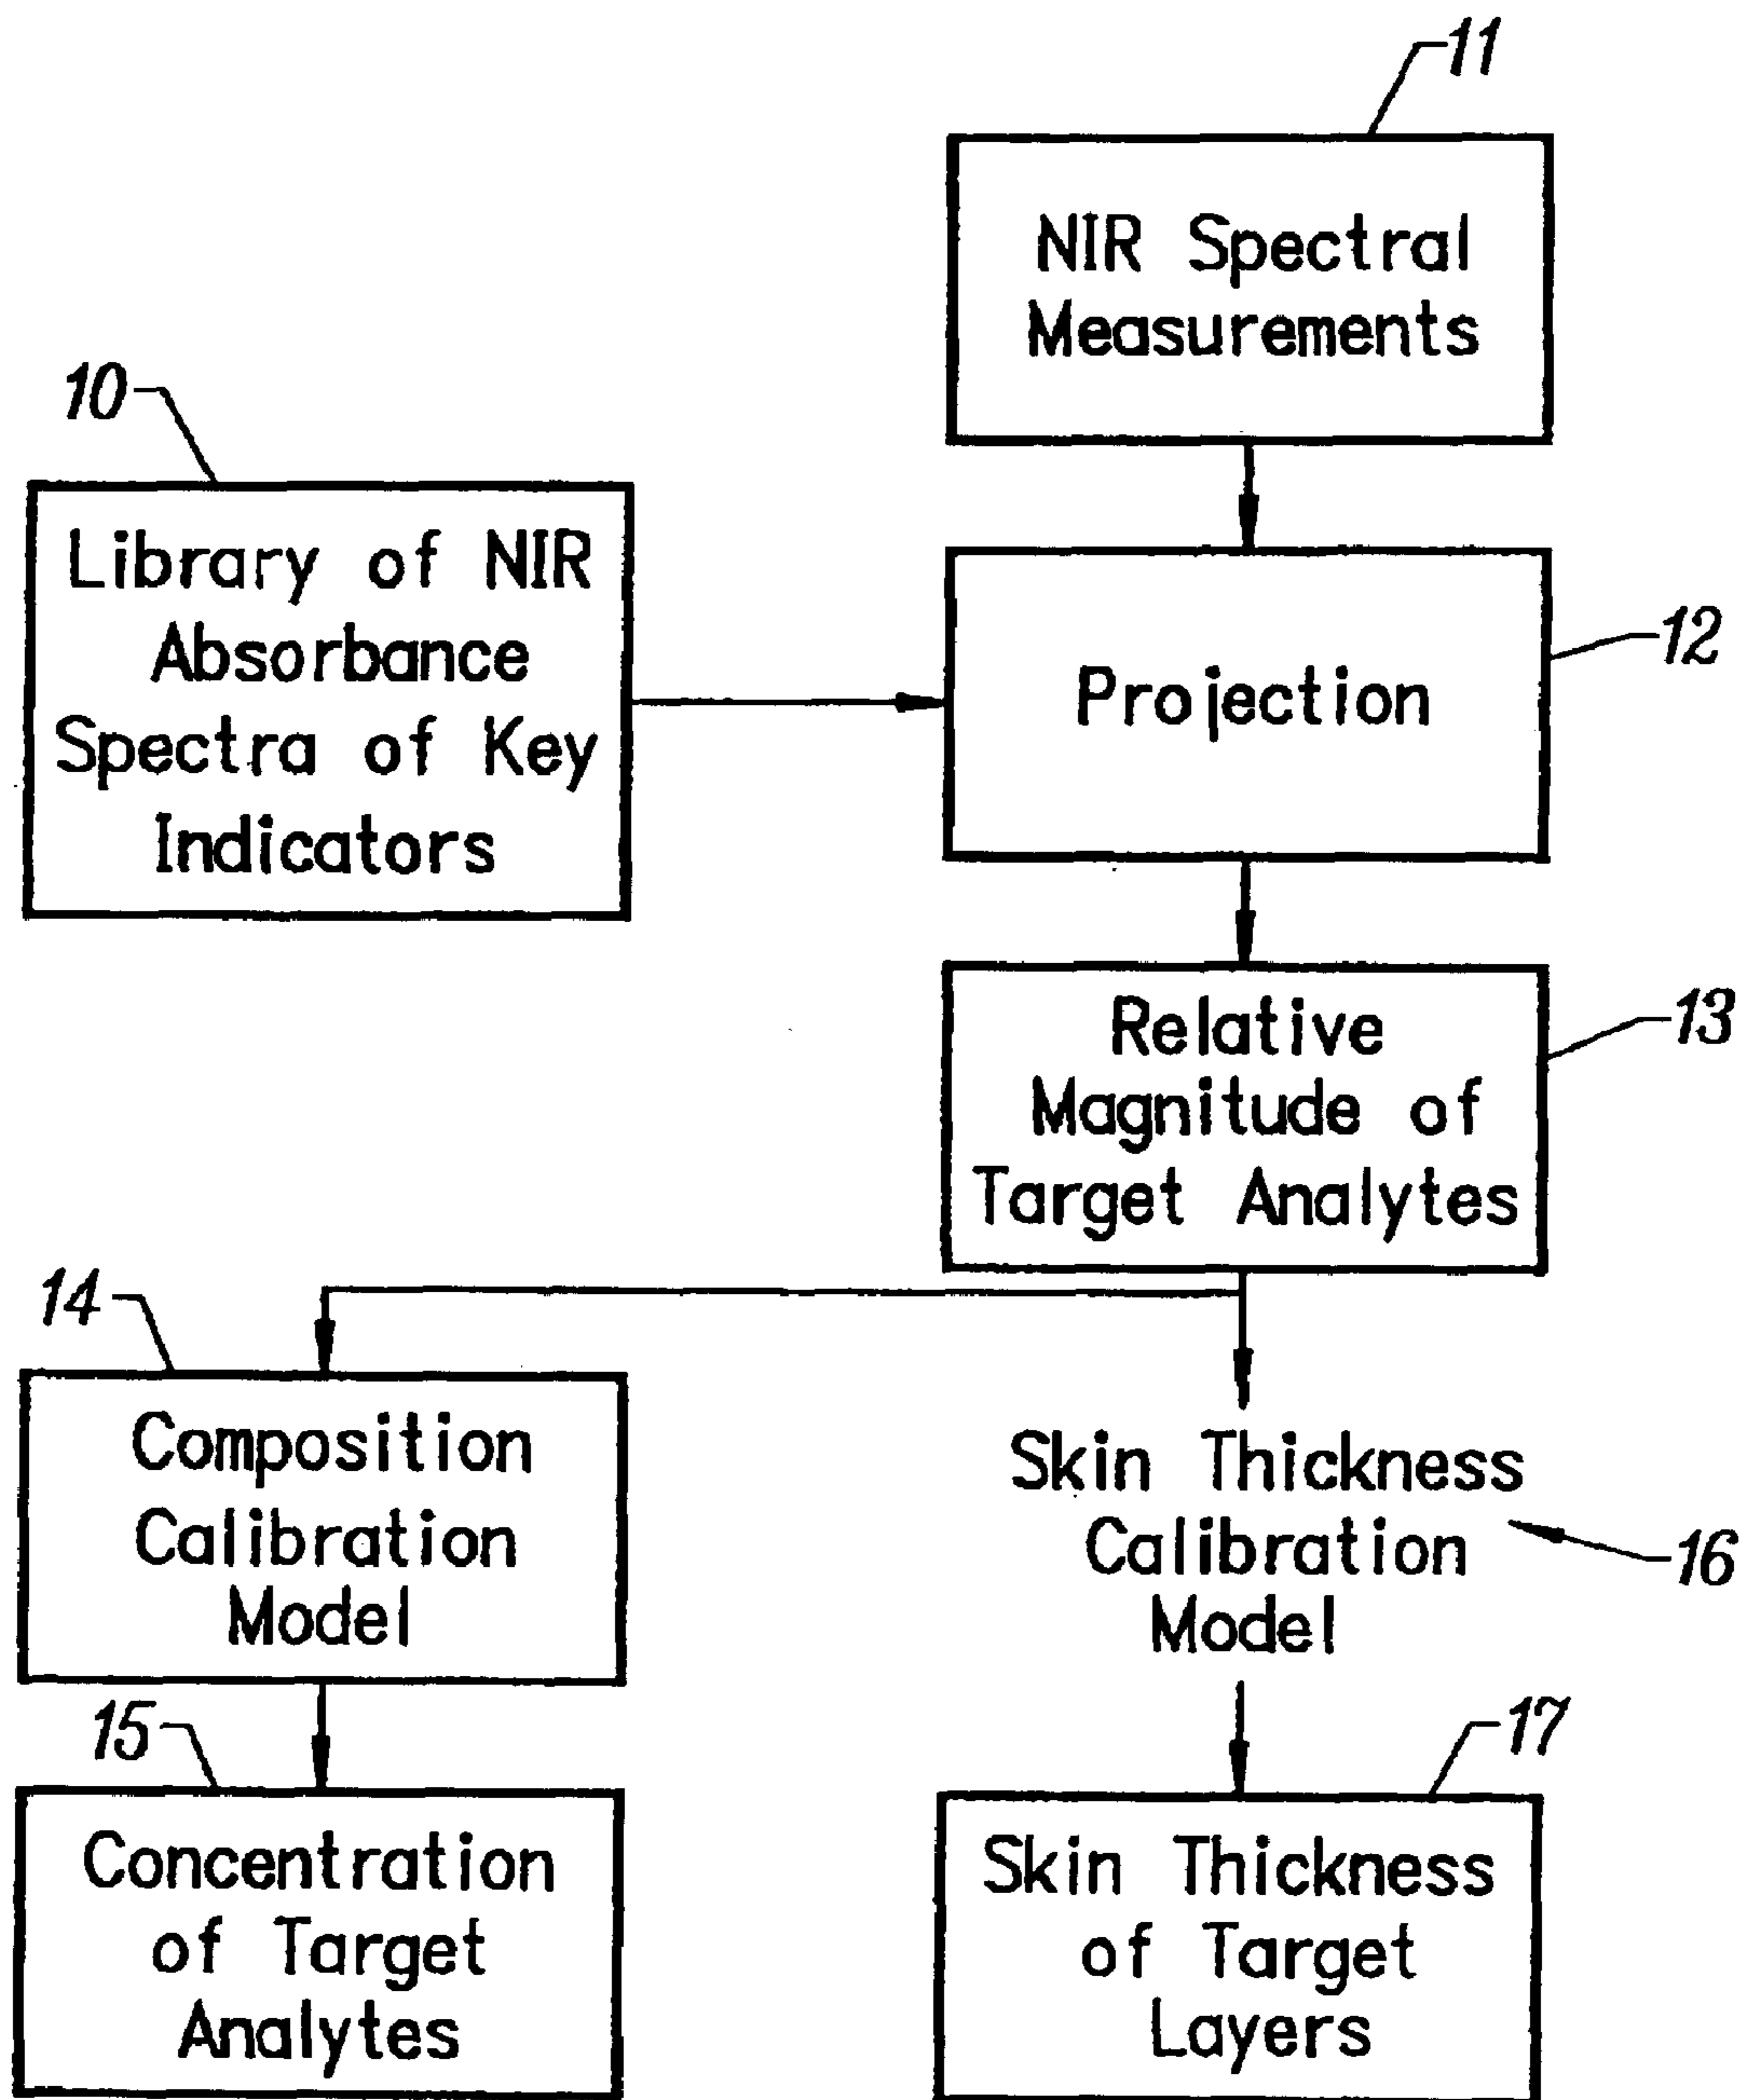 11
NIR Spectral
Measurements
10
Library of NIR
Absorbance
Spectra of Key
Indicators
12
Projection
13
Relative
Magnitude of
Target Analytes
14
Composition
Calibration
Model
Skin Thickness
Calibration
Model
16
15
Concentration
of Target
Analytes
17
Skin Thickness
of Target
Layers